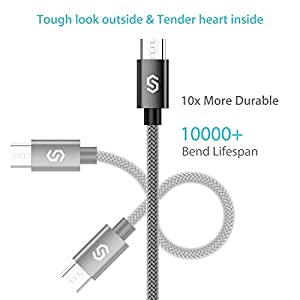 Tough look outside & Tender heart inside
10x More Durable
10000+
Bend Lifespan